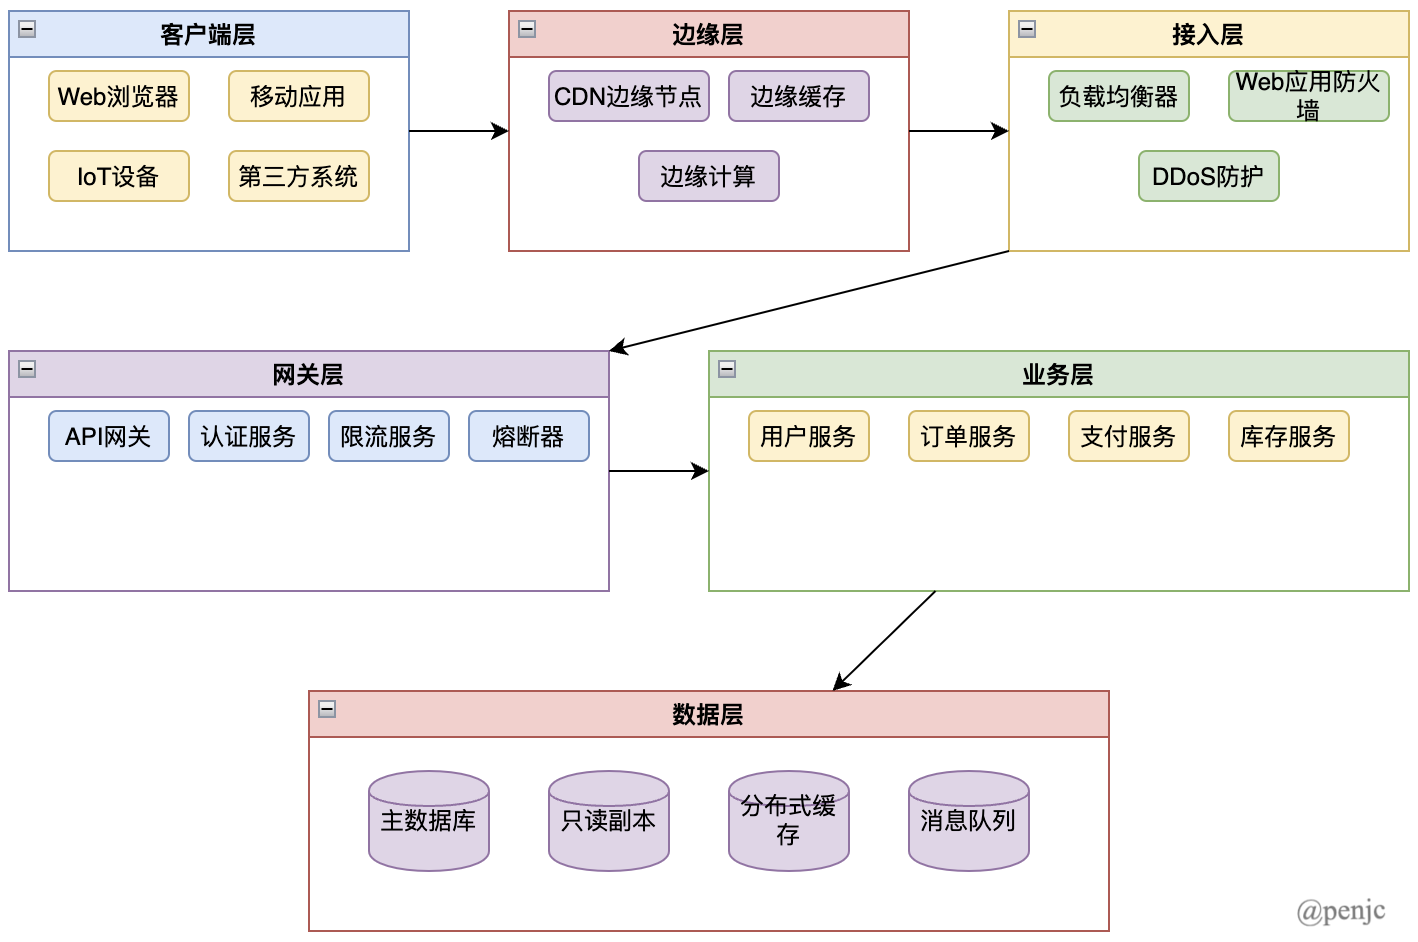 客户端层
Web浏览器
移动应用
IoT设备
第三方系统
边缘层
CDN边缘节点
边缘缓存
边缘计算
接入层
负载均衡器
Web应用防火
墙
DDoS防护
网关层
API网关
认证服务
限流服务
熔断器
业务层
用户服务
订单服务
支付服务
库存服务
数据层
主数据库
只读副本
分布式缓
存
消息队列
@penjc